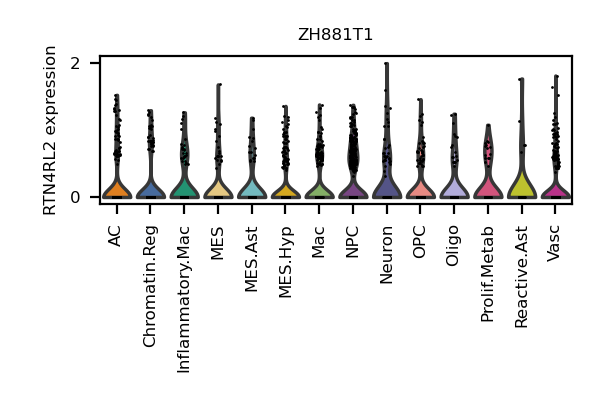 ZH881T1
RTN4RL2 expression
2
0
AC
Chromatin.Reg
Inflammatory.Mac
MES
MES.Ast
MES.Hyp
Mac
NPC
Neuron
OPC
Oligo
Prolif.Metab
Reactive.Ast
Vasc